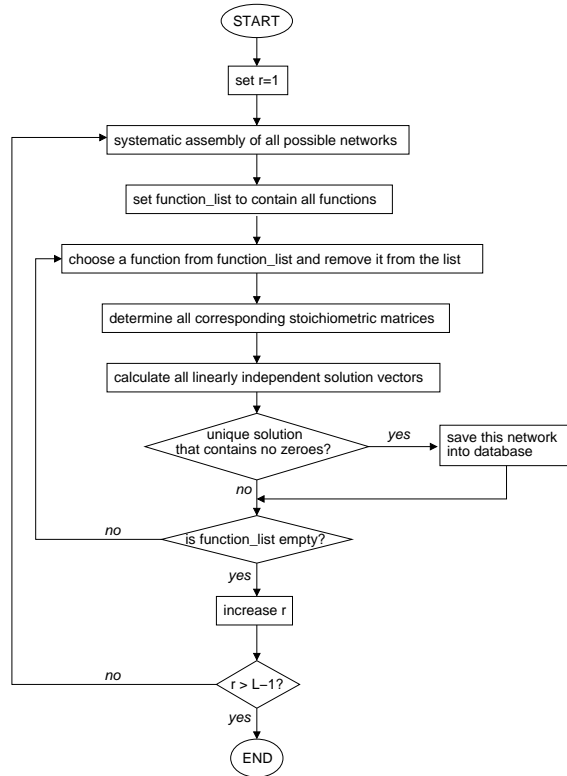 START
set r=1
systematic assembly of all possible networks
set function_list to contain all functions
choose a function from function_list and remove it from the list
determine all corresponding stoichiometric matrices
calculate all linearly independent solution vectors
unique solution
that contains no zeroes?
yes
save this network
into database
no
is function_list empty?
no
yes
increase r
r > L−1?
no
yes
END